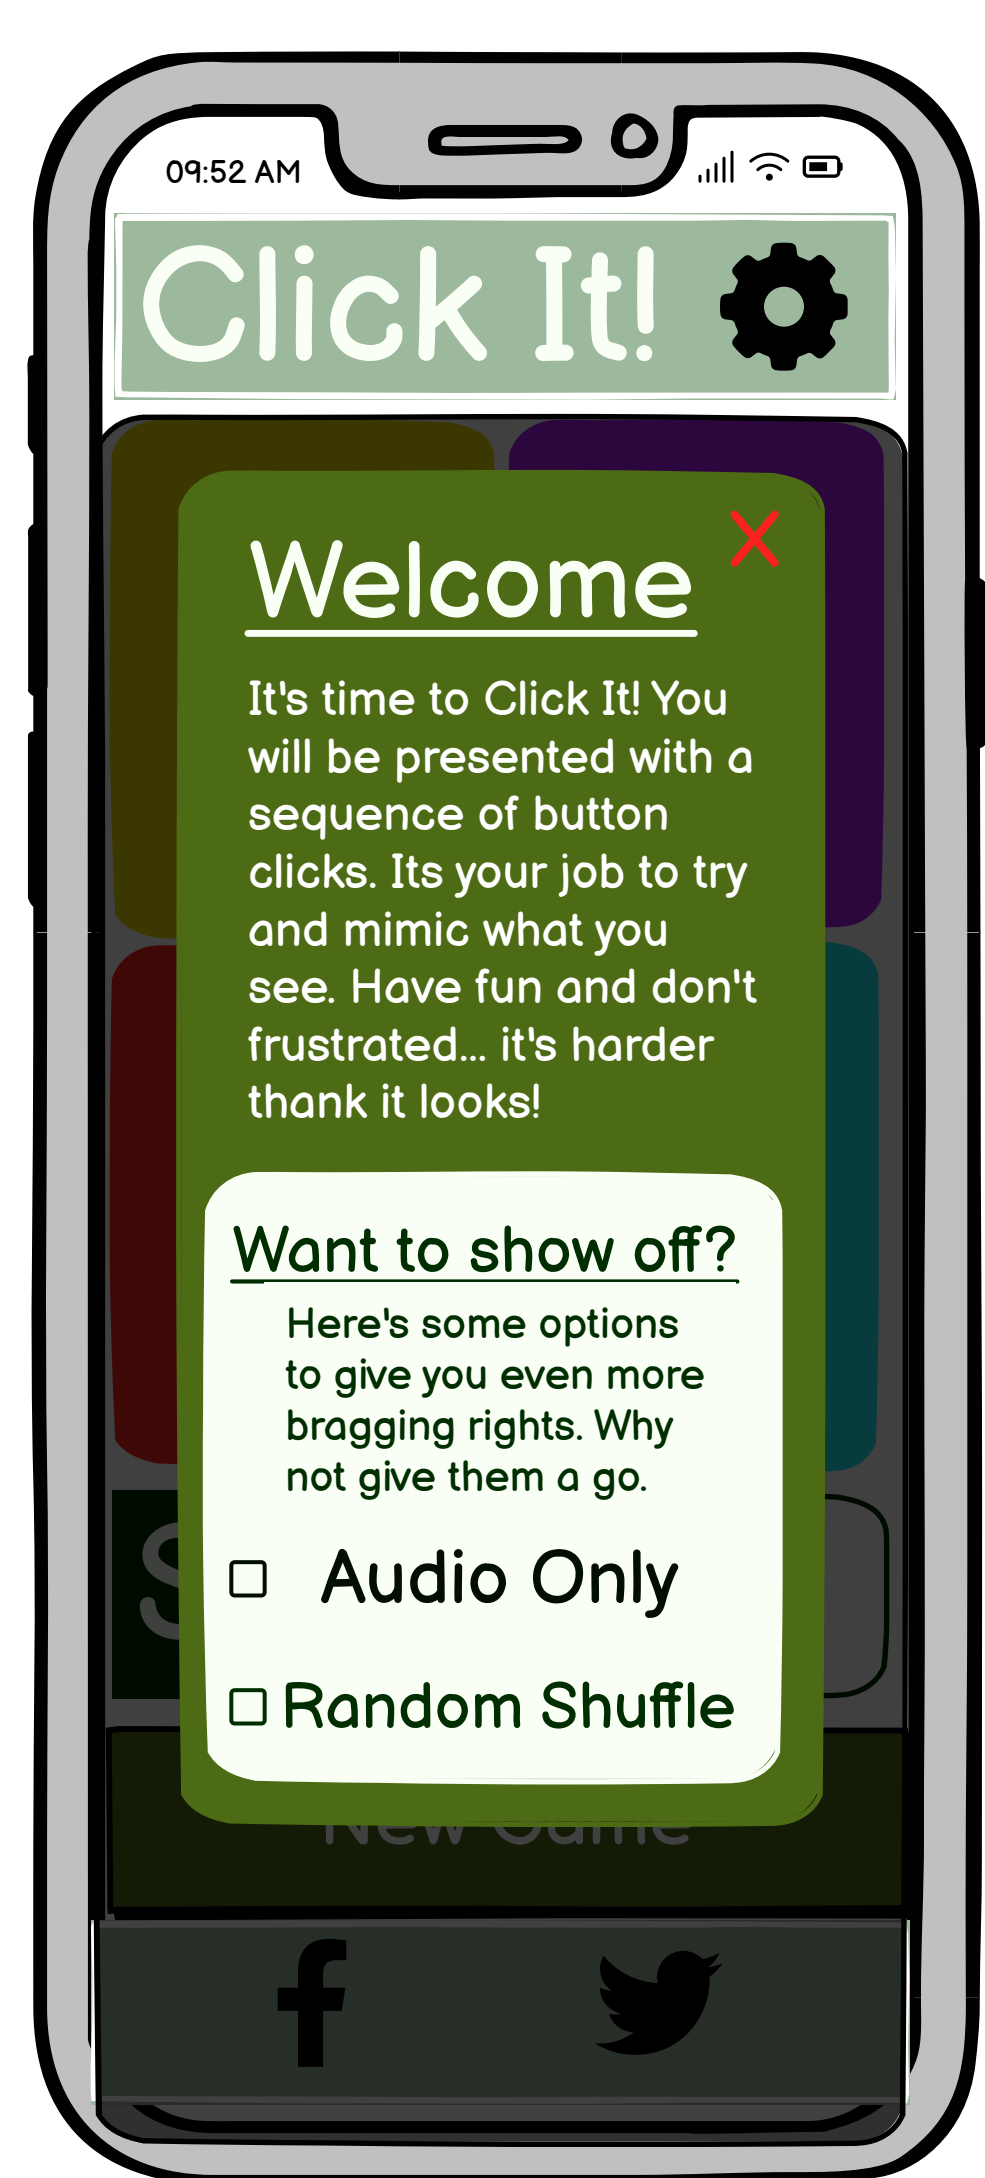 09:52 AM
Click It!
Welcome
It's time to Click It! You
will be presented with a
sequence of button
clicks. Its your job to try
and mimic what you
see. Have fun and don't
frustrated... it's harder
thank it looks!
Want to show off?
Here's some options
to give you even more
bragging rights. Why
not give them a go.
Audio Only
Random Shuffle
New Game